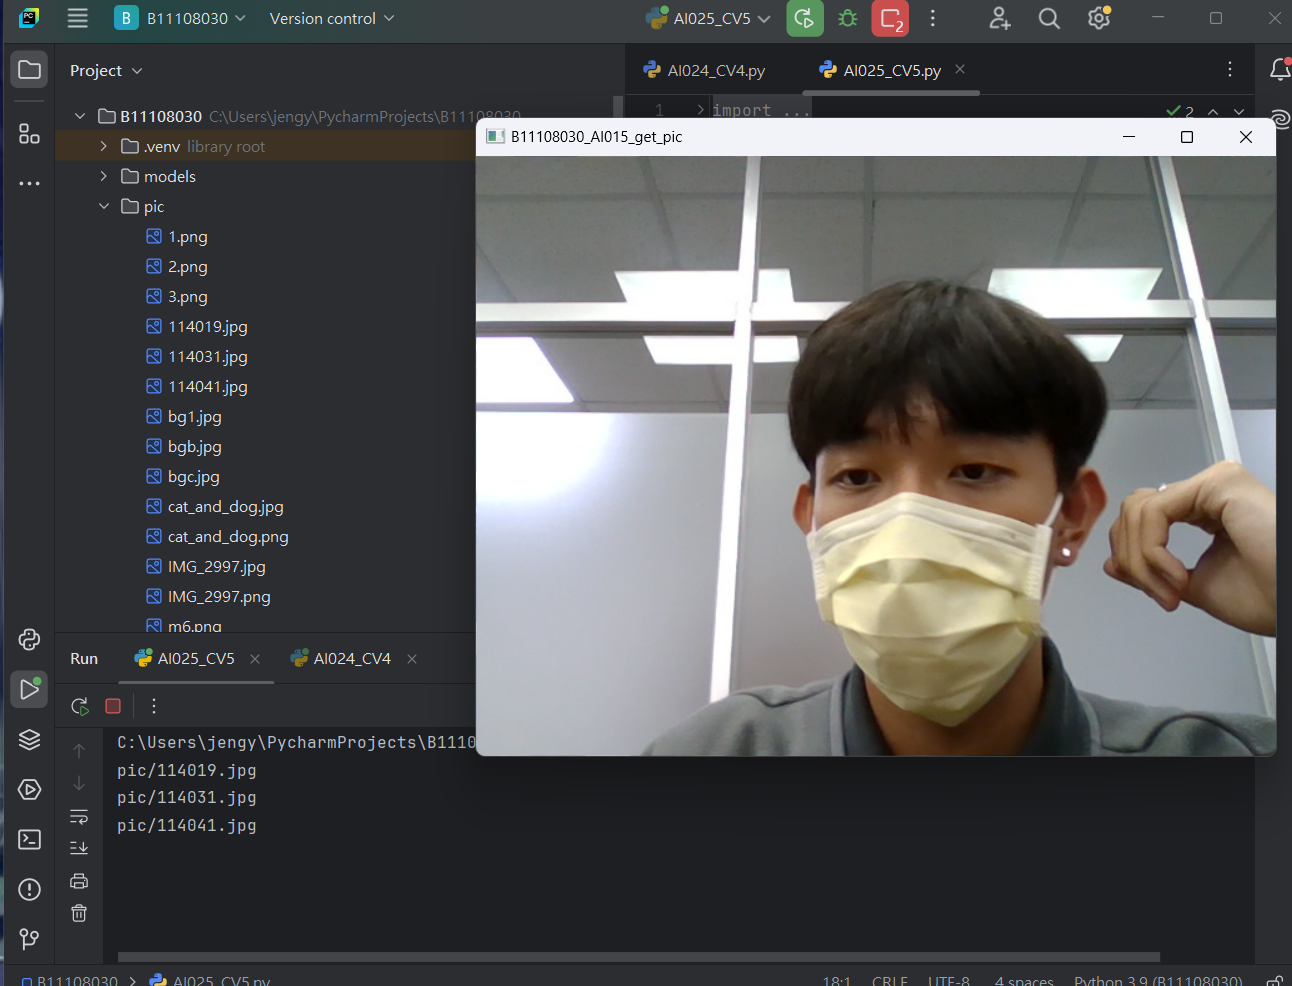 PC
B B11108030 Version control AI025_CV5 2
Project
AI024_CV4.py AI025_CV5.py
B11108030 C:\Users\jengy\PycharmProjects\B11108030
1 import ... 2
.venv library root
models
pic
1.png
2.png
3.png
114019.jpg
114031.jpg
114041.jpg
bg1.jpg
bgb.jpg
bgc.jpg
cat_and_dog.jpg
cat_and_dog.png
IMG_2997.jpg
IMG_2997.png
m6.png
B11108030_AI015_get_pic
Run AI025_CV5 AI024_CV4
C:\Users\jengy\PycharmProjects\B1110
pic/114019.jpg
pic/114031.jpg
pic/114041.jpg
B11108030 > AI025_CV5.py 18:1 CRLF UTF-8 4 spaces Python 3.9 (B11108030)